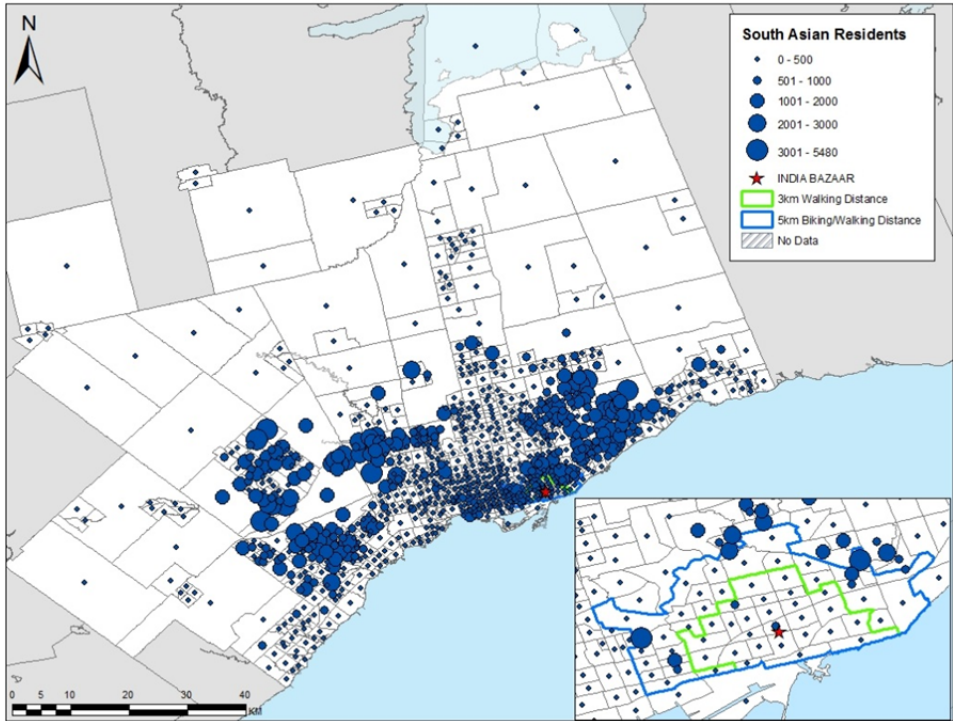 N
South Asian Residents
0 - 500
501 - 1000
1001 - 2000
2001 - 3000
3001 - 5480
INDIA BAZAAR
3km Walking Distance
5km Biking/Walking Distance
No Data
0 5 10 20 30 40
KM